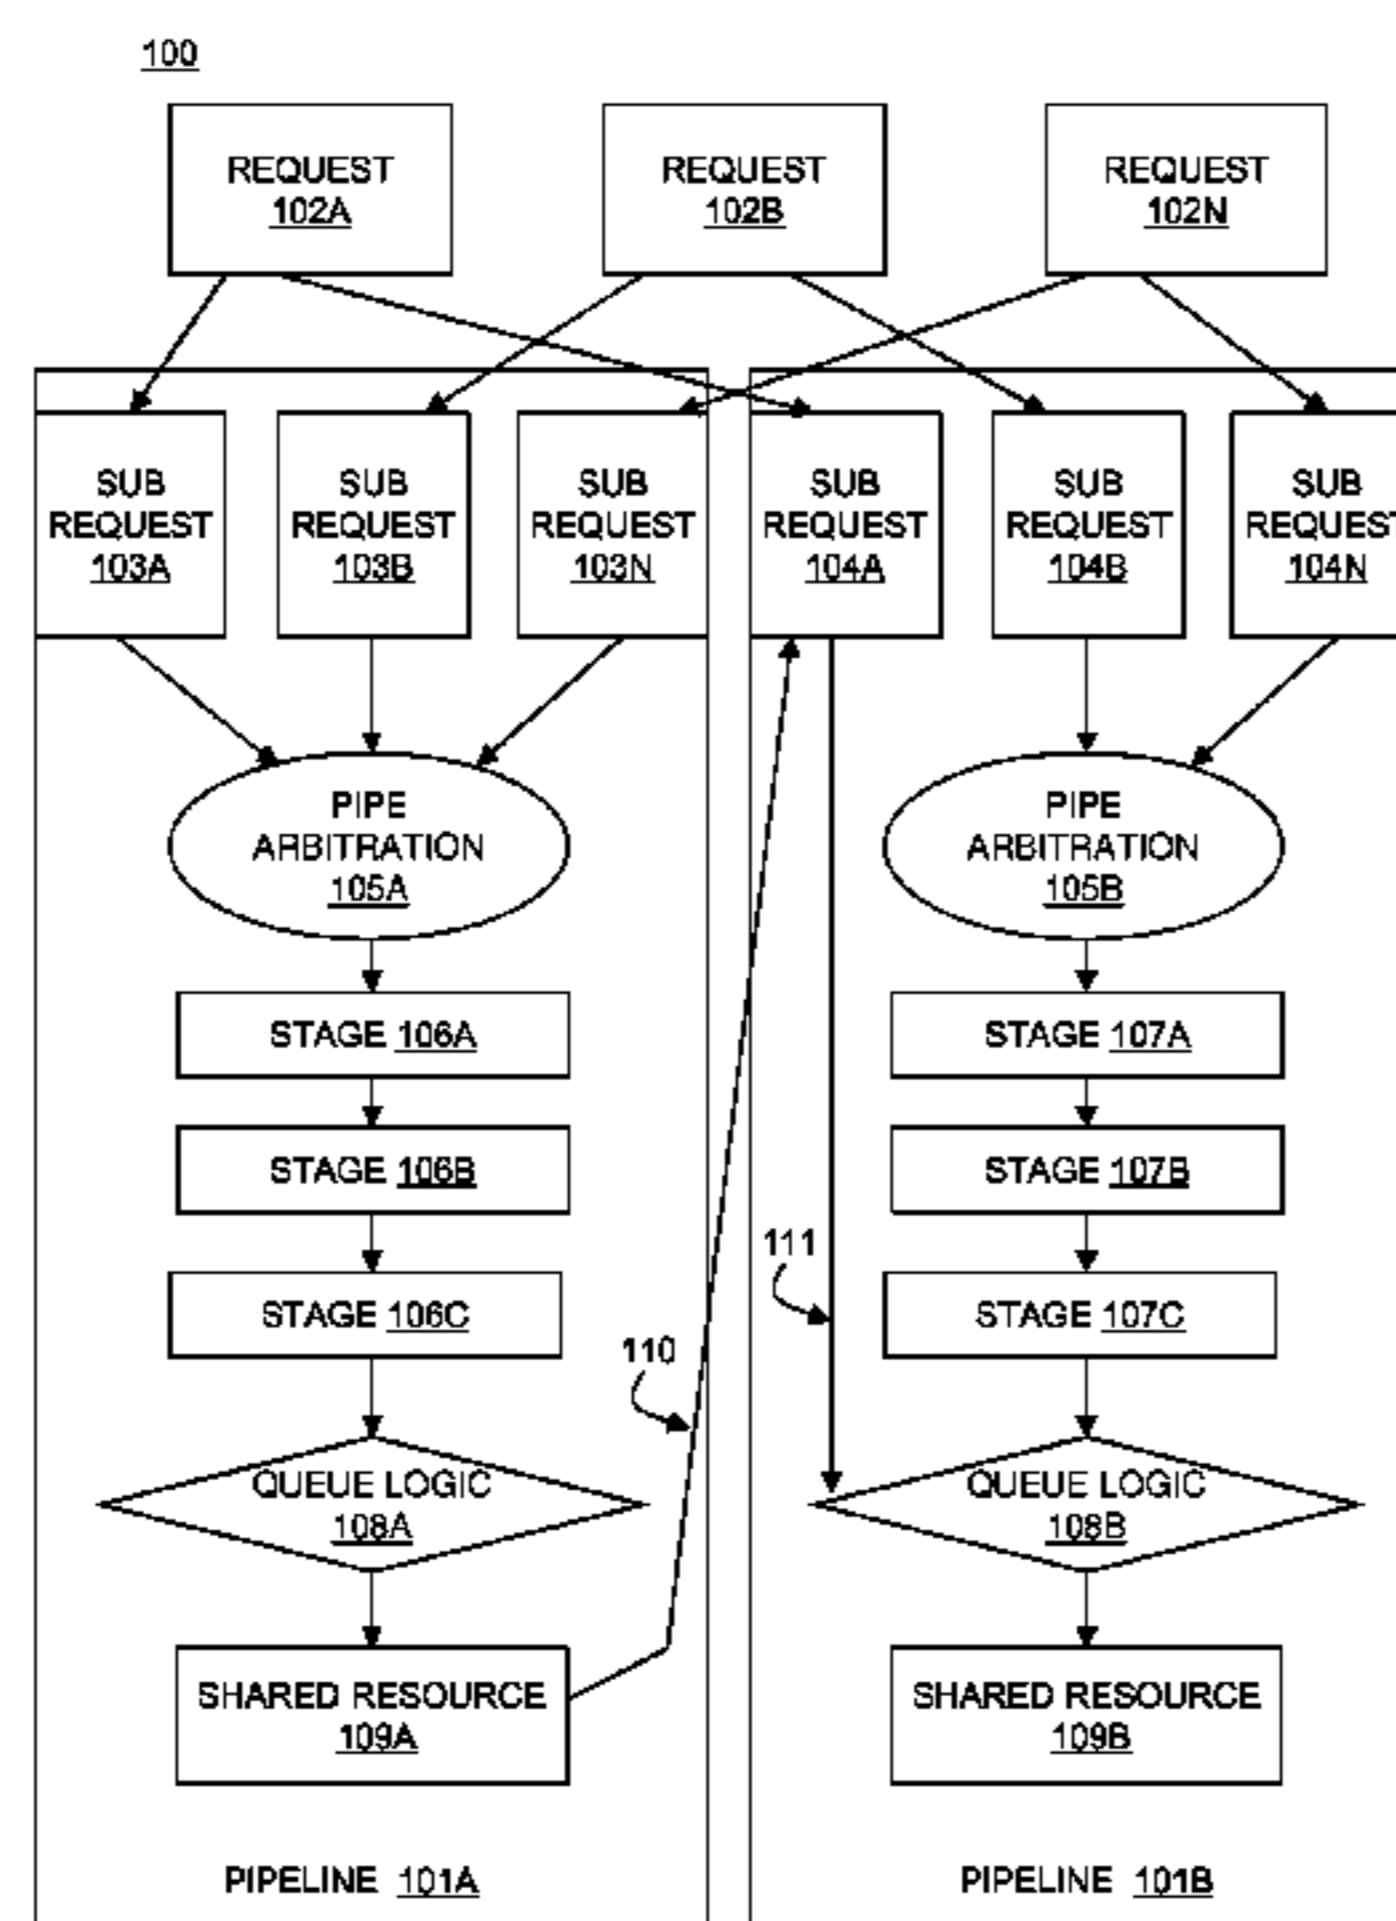 100
REQUEST
102A
REQUEST
102B
REQUEST
102N
SUB
REQUEST
103A
SUB
REQUEST
103B
SUB
REQUEST
103N
SUB
REQUEST
104A
SUB
REQUEST
104B
SUB
REQUEST
104N
PIPE
ARBITRATION
105A
PIPE
ARBITRATION
105B
STAGE 106A
STAGE 107A
STAGE 106B
STAGE 107B
111
STAGE 106C
STAGE 107C
110
QUEUE LOGIC
108A
QUEUE LOGIC
108B
SHARED RESOURCE
109A
SHARED RESOURCE
109B
PIPELINE 101A
PIPELINE 101B